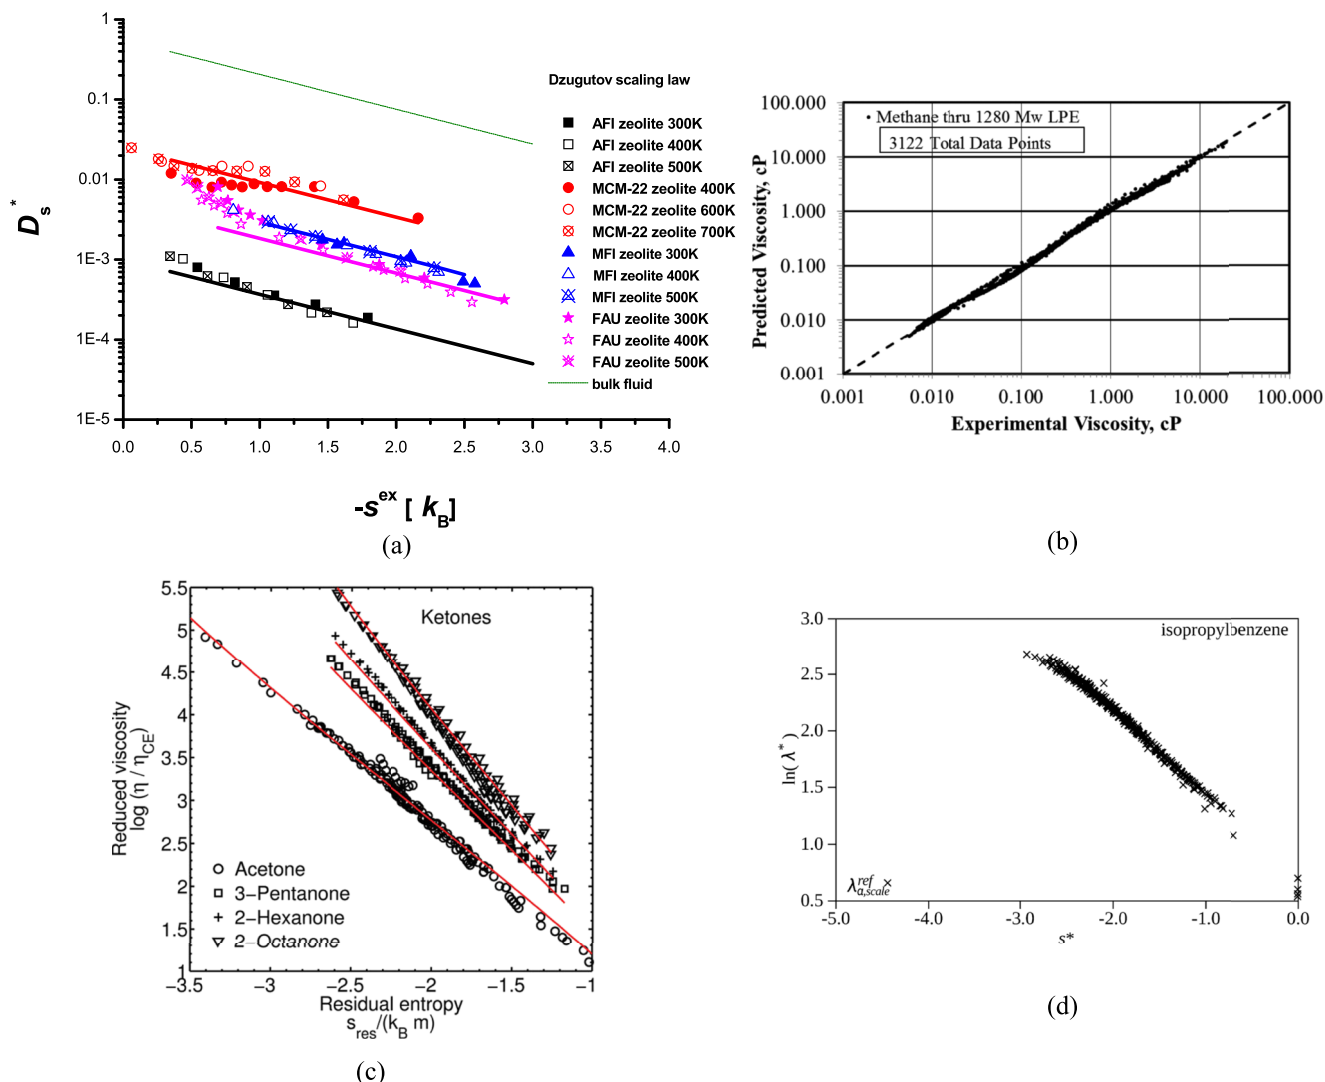 1
0.1
0.01
1E-3
1E-4
1E-5
D_s^*
0.0 0.5 1.0 1.5 2.0 2.5 3.0 3.5 4.0
-s^ex [ k_B]
Dzugutov scaling law
AFI zeolite 300K
AFI zeolite 400K
AFI zeolite 500K
MCM-22 zeolite 400K
MCM-22 zeolite 600K
MCM-22 zeolite 700K
MFI zeolite 300K
MFI zeolite 400K
MFI zeolite 500K
FAU zeolite 300K
FAU zeolite 400K
FAU zeolite 500K
bulk fluid
(a)
100.000
10.000
1.000
0.100
0.010
0.001
Predicted Viscosity, cP
• Methane thru 1280 Mw LPE
3122 Total Data Points
0.001 0.010 0.100 1.000 10.000 100.000
Experimental Viscosity, cP
(b)
5.5
5
4.5
4
3.5
3
2.5
2
1.5
1
Reduced viscosity
log (η / η_CE)
Ketones
Acetone
3−Pentanone
2−Hexanone
2−Octanone
−3.5 −3 −2.5 −2 −1.5 −1
Residual entropy
s_res/(k_B m)
(c)
3.0
2.5
2.0
1.5
1.0
0.5
ln( λ*)
isopropylbenzene
λ^ref_a,scale
-5.0 -4.0 -3.0 -2.0 -1.0 0.0
s*
(d)